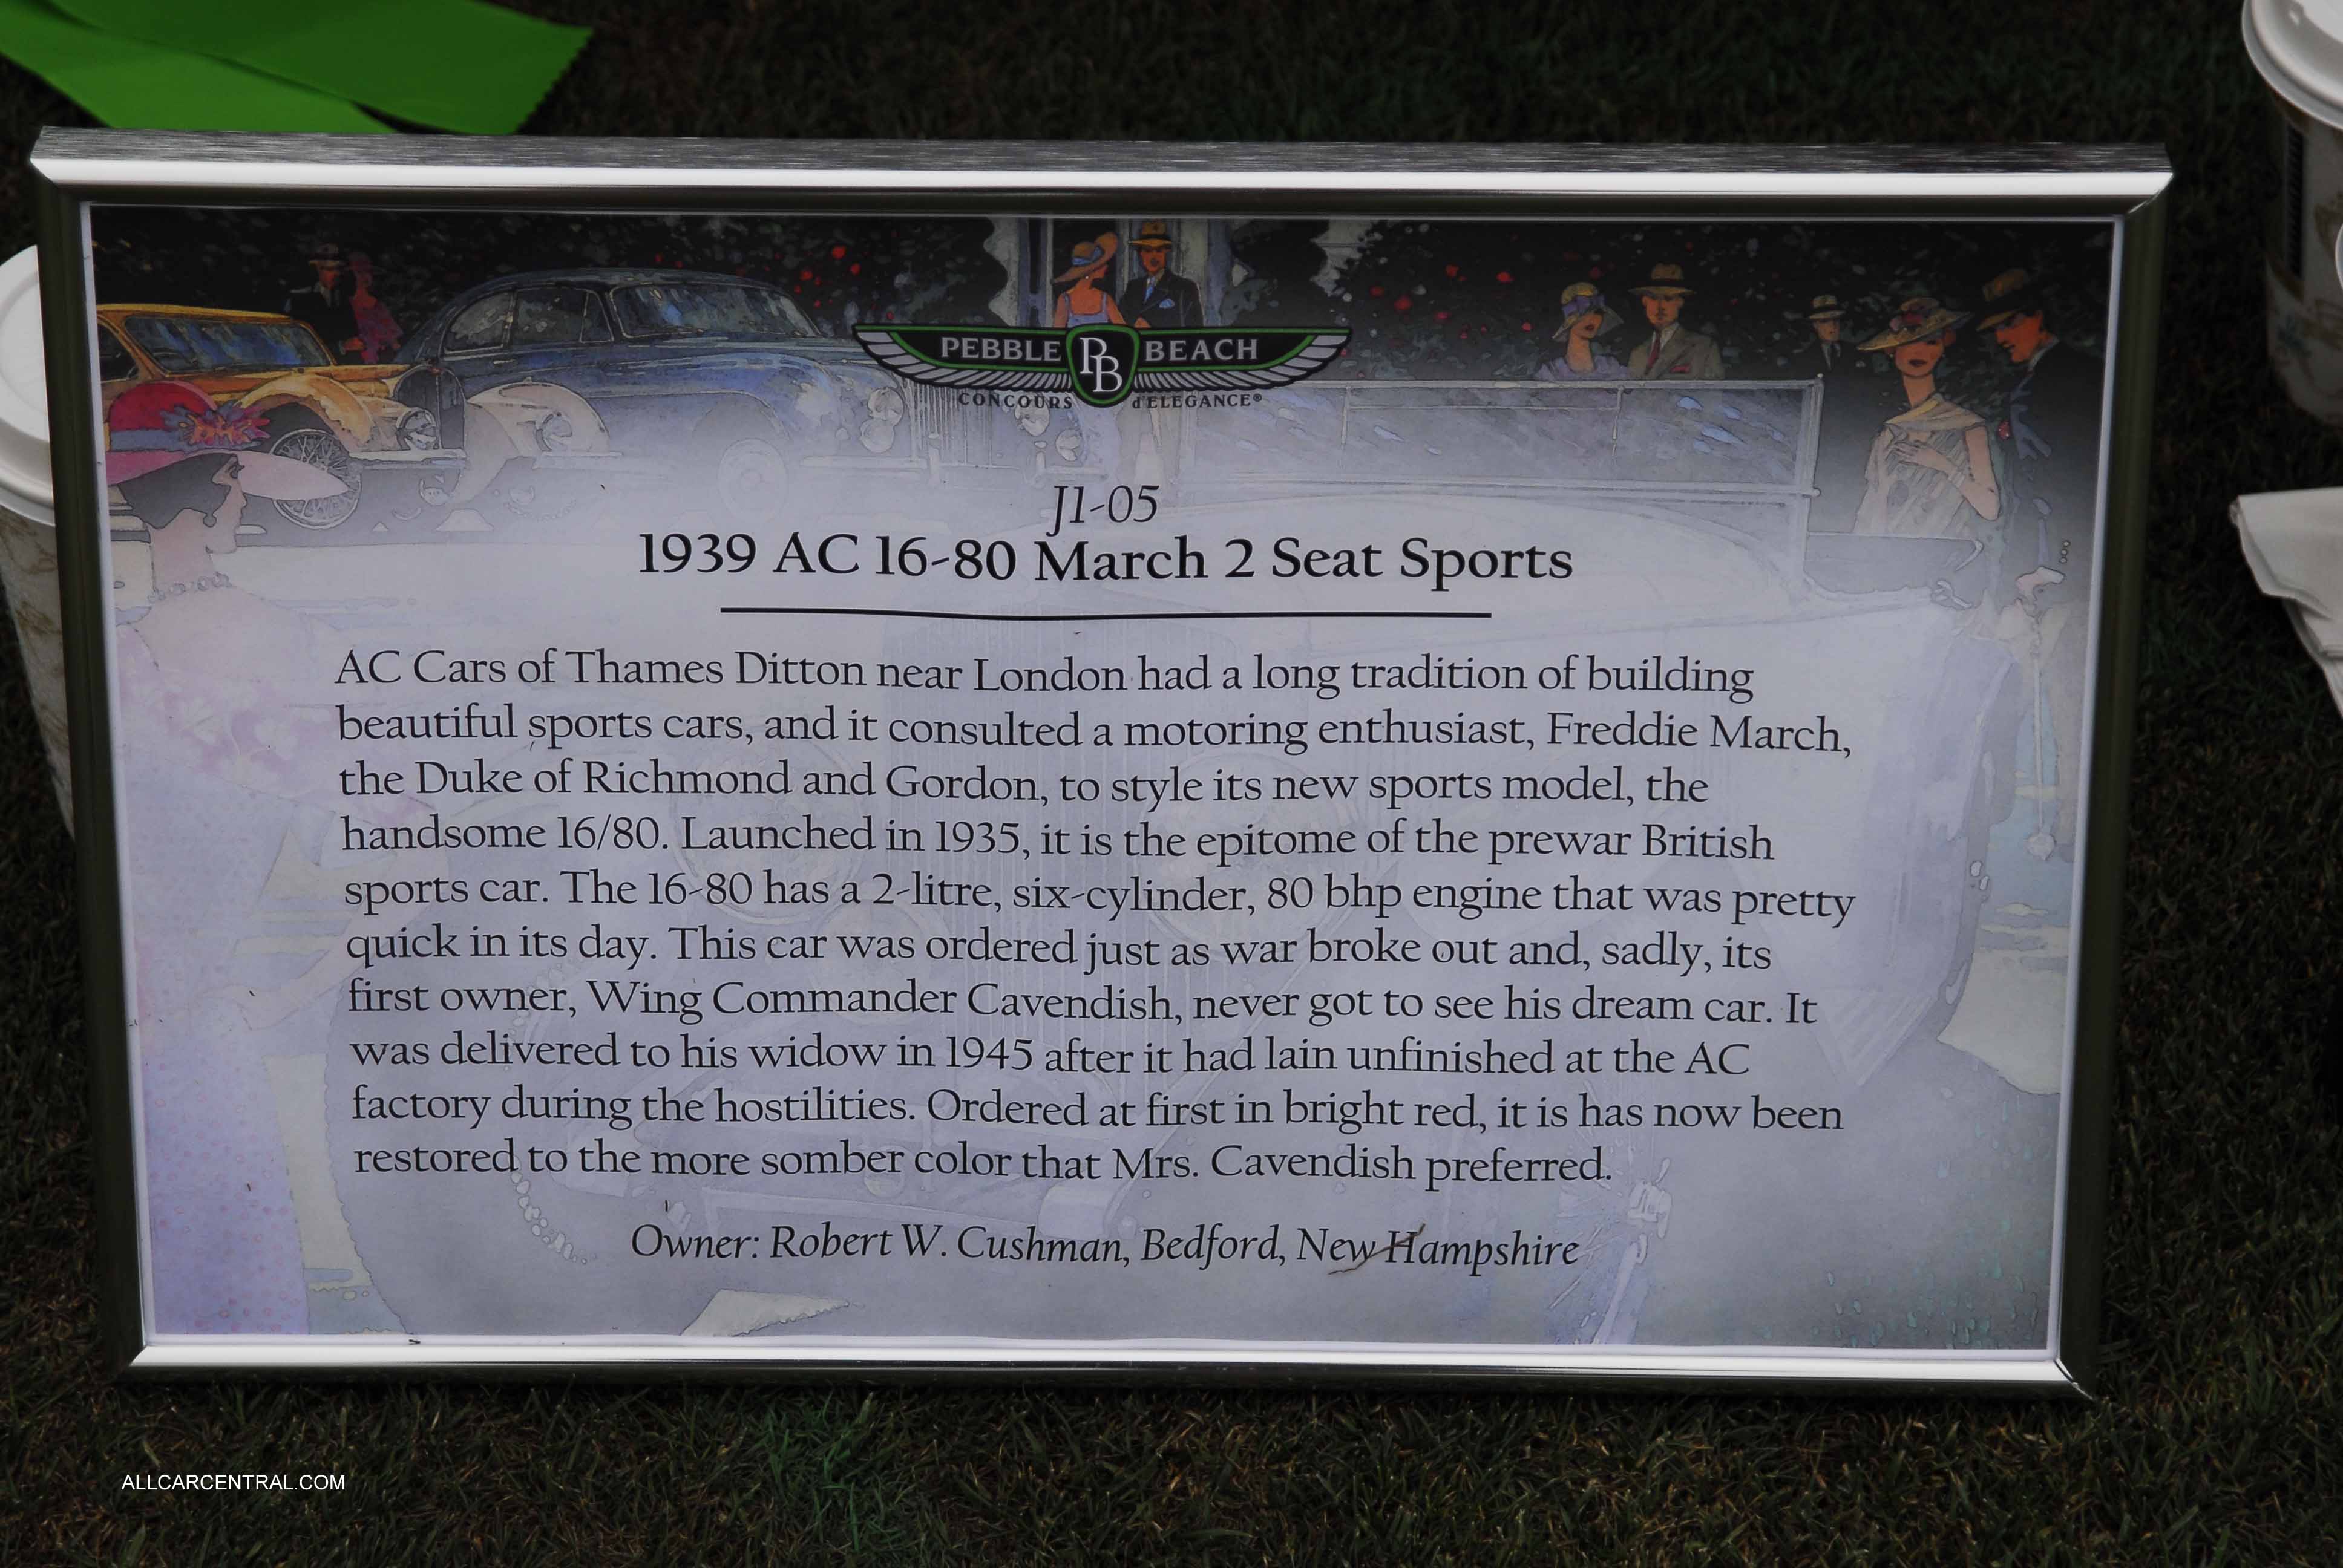 PEBBLE PB BEACH
CONCOURS d'ELEGANCE®
J1-05
1939 AC 16-80 March 2 Seat Sports
AC Cars of Thames Ditton near London had a long tradition of building
beautiful sports cars, and it consulted a motoring enthusiast, Freddie March,
the Duke of Richmond and Gordon, to style its new sports model, the
handsome 16/80. Launched in 1935, it is the epitome of the prewar British
sports car. The 16-80 has a 2-litre, six-cylinder, 80 bhp engine that was pretty
quick in its day. This car was ordered just as war broke out and, sadly, its
first owner, Wing Commander Cavendish, never got to see his dream car. It
was delivered to his widow in 1945 after it had lain unfinished at the AC
factory during the hostilities. Ordered at first in bright red, it is has now been
restored to the more somber color that Mrs. Cavendish preferred.
Owner: Robert W. Cushman, Bedford, New Hampshire
ALLCARCENTRAL.COM